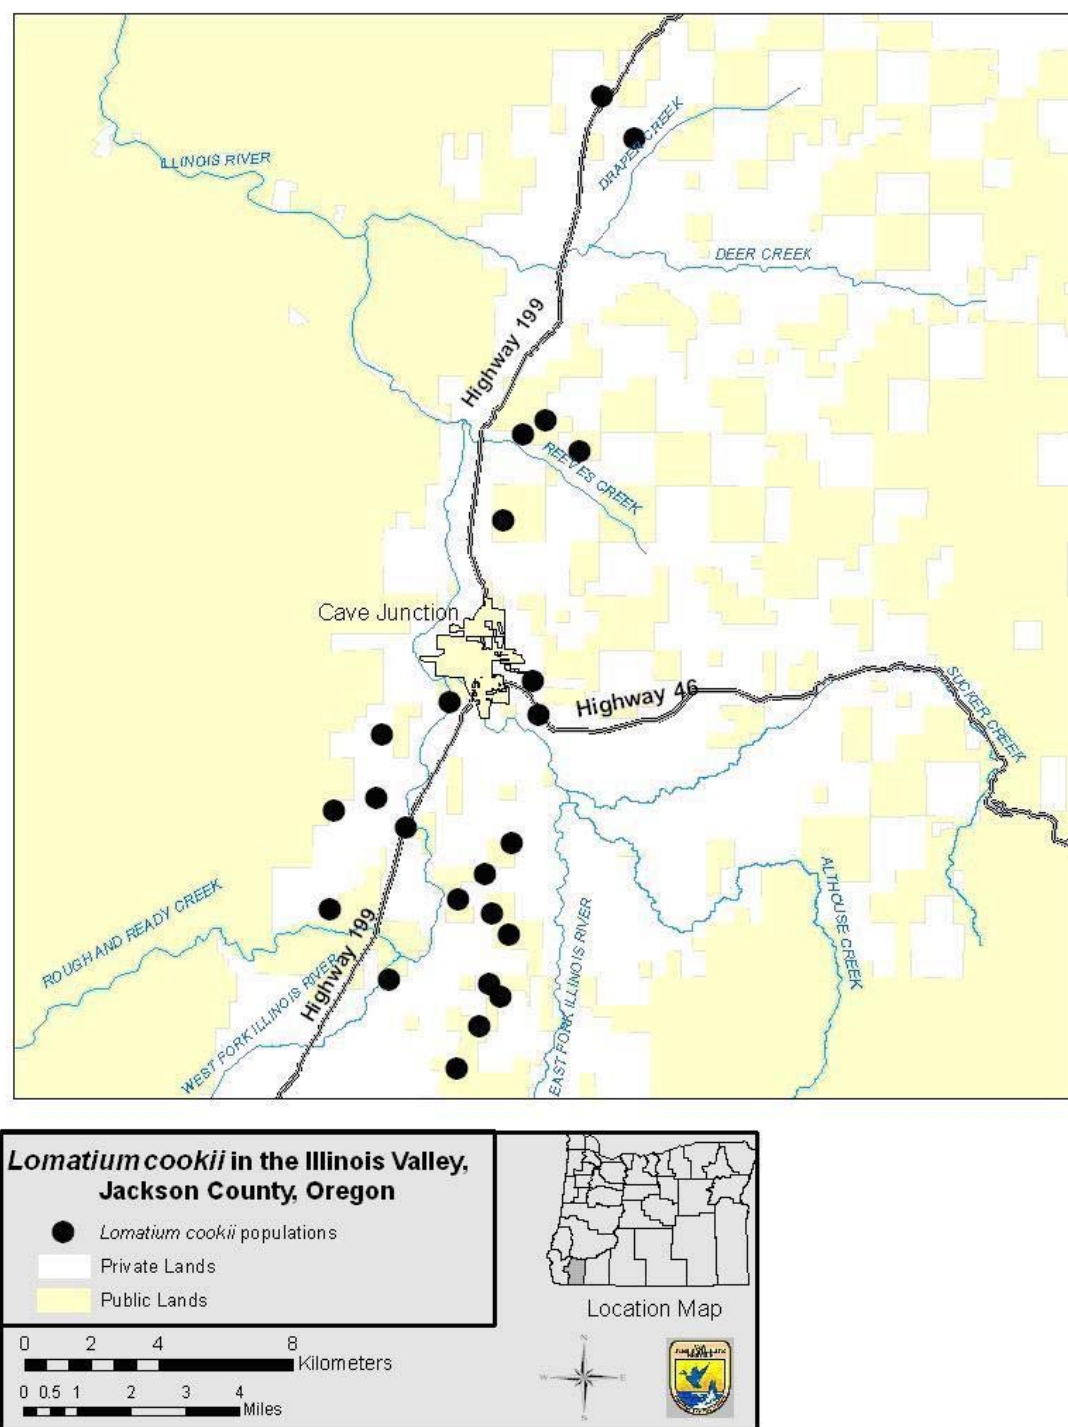 DRAPER CREEK
ILLINOIS RIVER
DEER CREEK
Highway 199
REEVES CREEK
Cave Junction
Highway 46
SUCKER CREEK
ALTHOUSE CREEK
ROUGH AND READY CREEK
Highway 199
WEST FORK ILLINOIS RIVER
EAST FORK ILLINOIS RIVER
Lomatium cookii in the Illinois Valley,
Jackson County, Oregon
Lomatium cookii populations
Private Lands
Public Lands
Location Map
0 2 4 8
Kilometers
0 0.5 1 2 3 4
Miles
N
W E
S